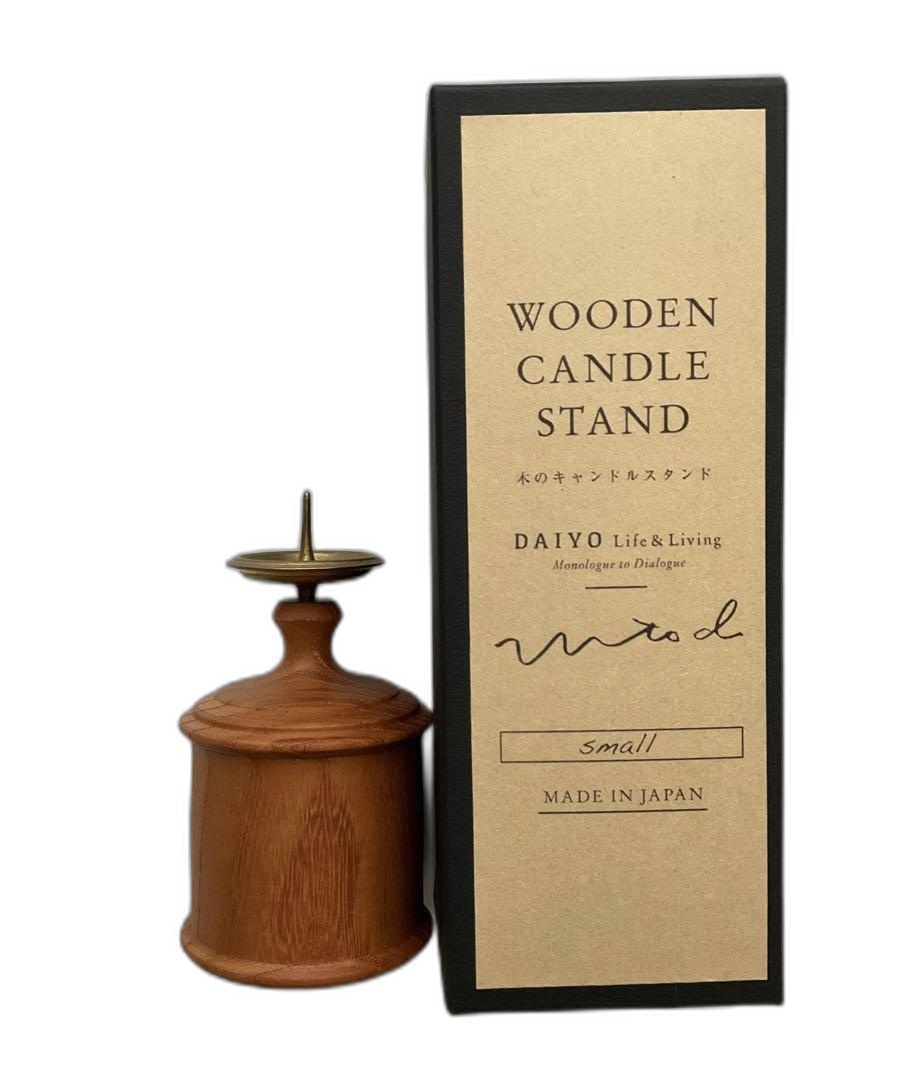 WOODEN
CANDLE
STAND
木のキャンドルスタンド
DAIYO Life & Living
Monologue to Dialogue
mtod
small
MADE IN JAPAN